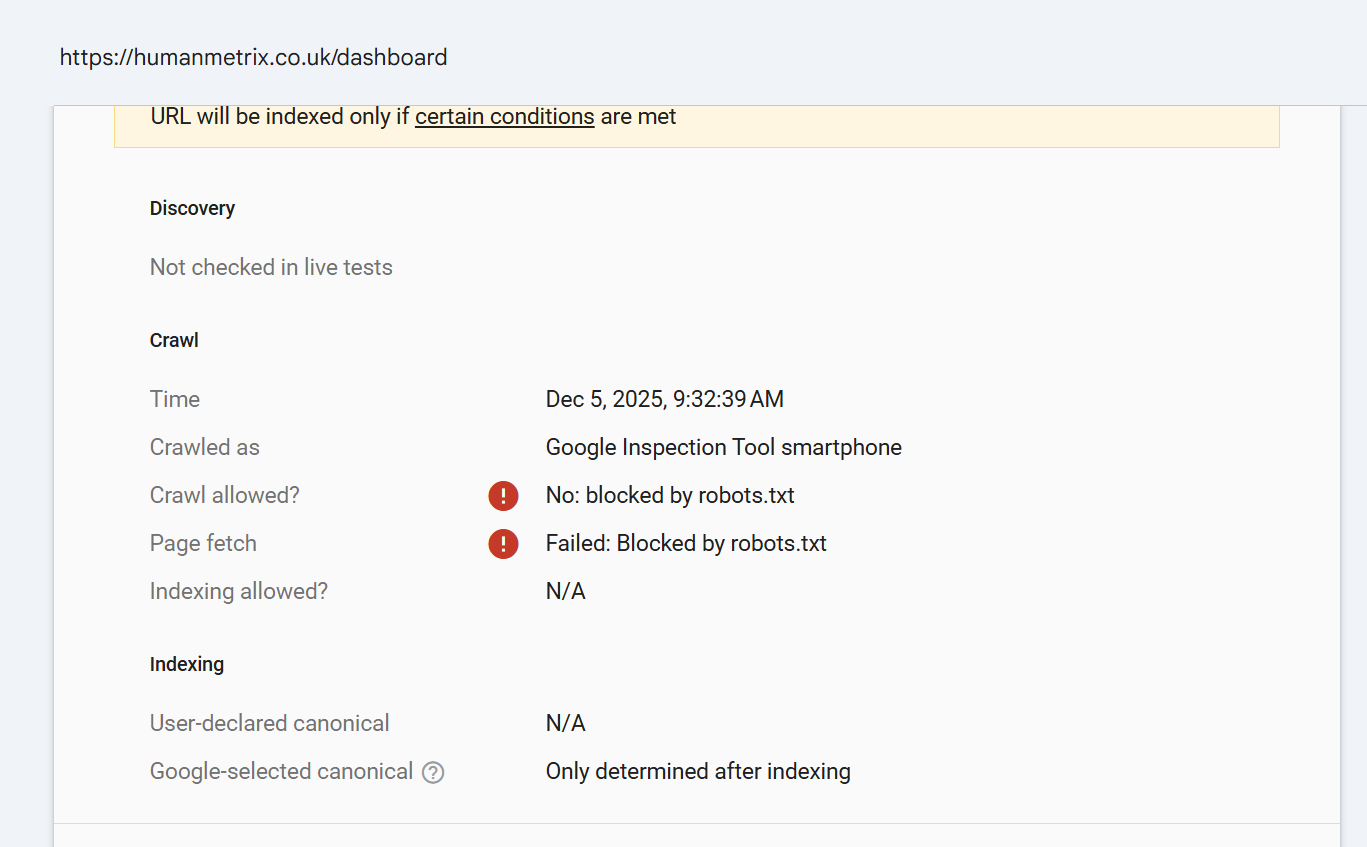 https://humanmetrix.co.uk/dashboard
URL will be indexed only if certain conditions are met
Discovery
Not checked in live tests
Crawl
Time Dec 5, 2025, 9:32:39 AM
Crawled as Google Inspection Tool smartphone
Crawl allowed? ! No: blocked by robots.txt
Page fetch ! Failed: Blocked by robots.txt
Indexing allowed? N/A
Indexing
User-declared canonical N/A
Google-selected canonical ? Only determined after indexing